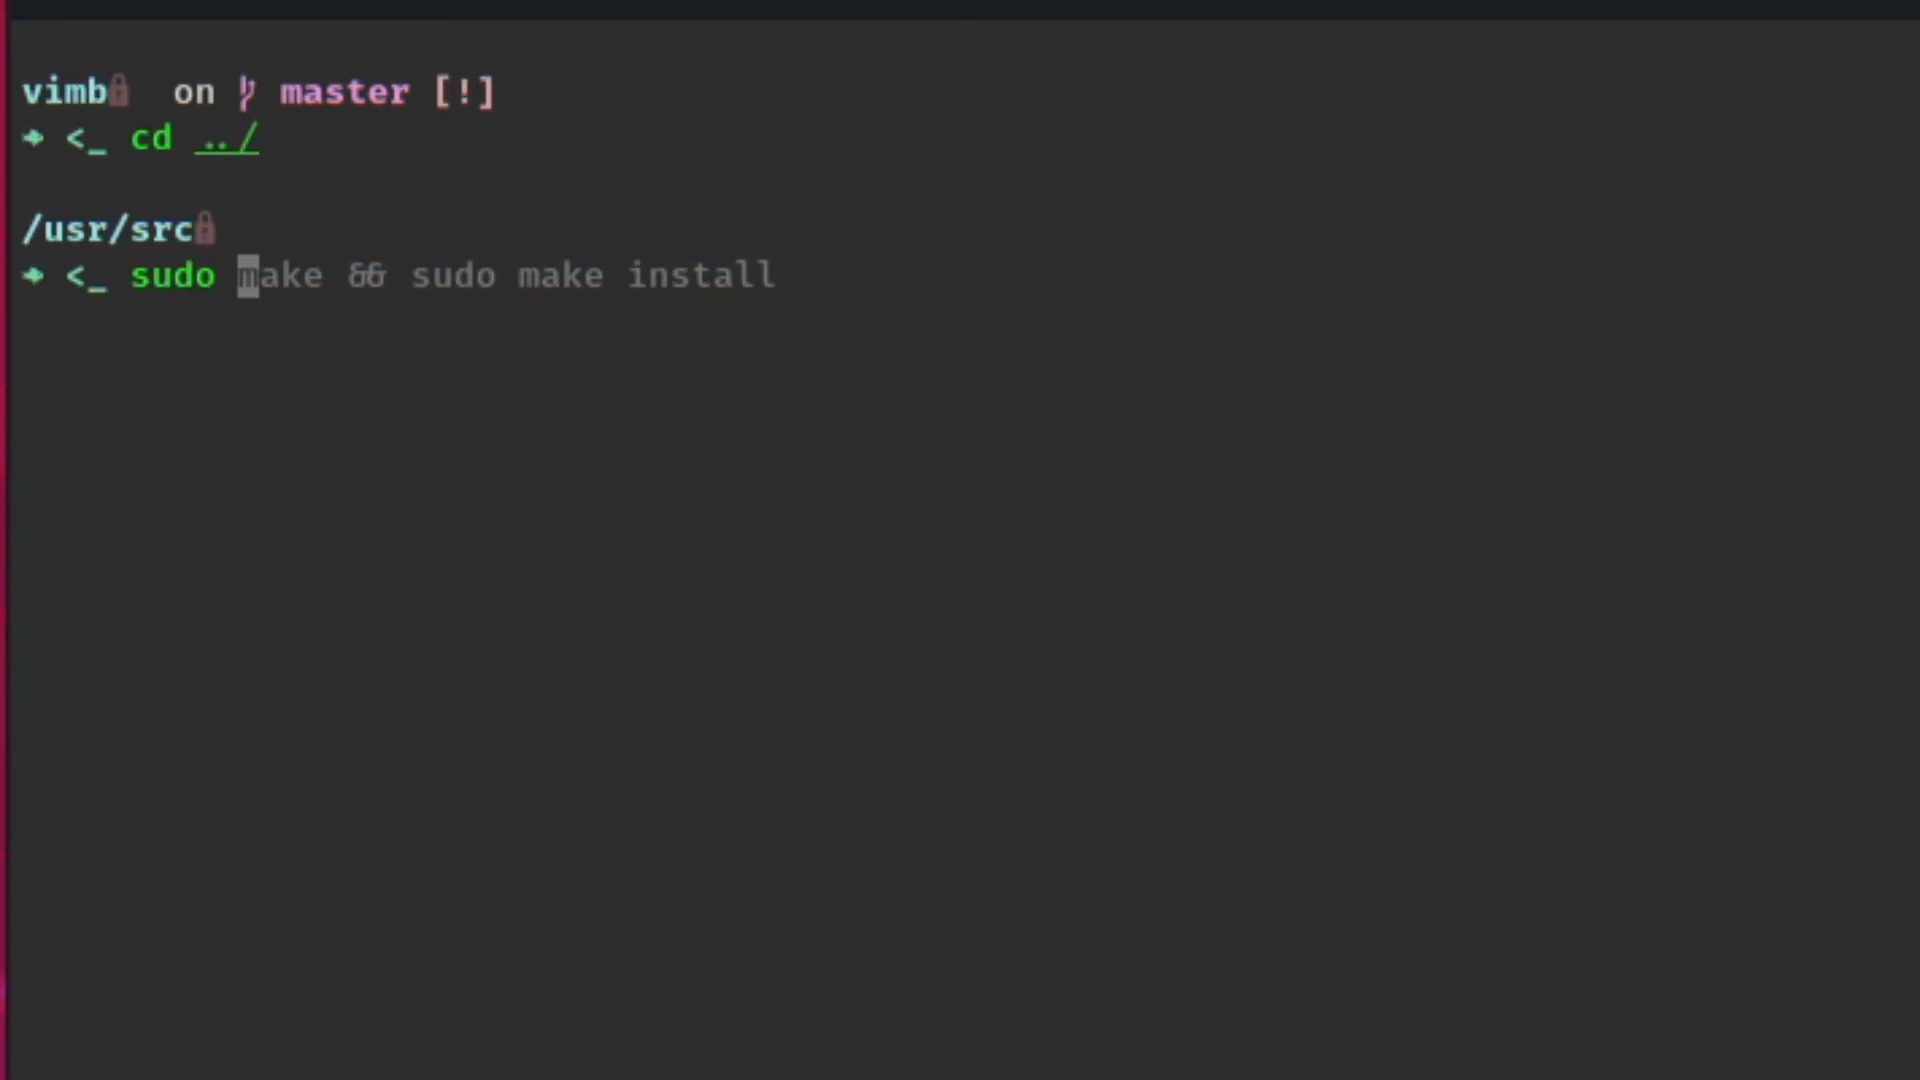 vimb on master [!]
➜ <_ cd ../
/usr/src
➜ <_ sudo make && sudo make install